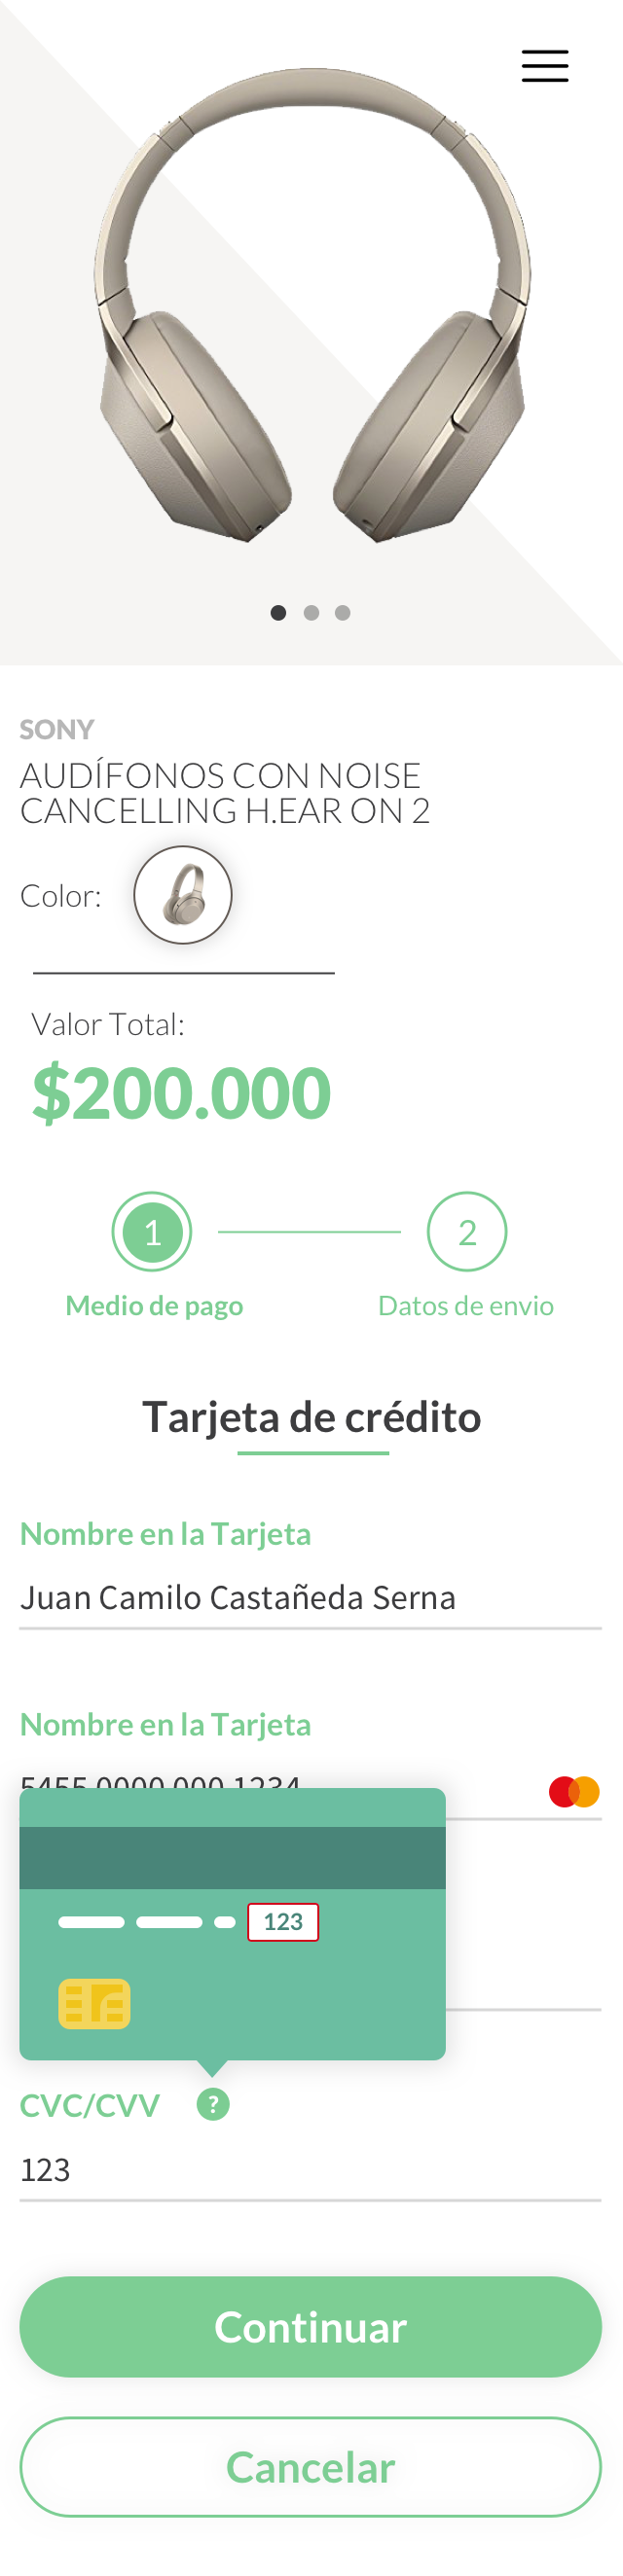 SONY
AUDÍFONOS CON NOISE
CANCELLING H.EAR ON 2
Color:
Valor Total:
$200.000
1
2
Medio de pago
Datos de envio
Tarjeta de crédito
Nombre en la Tarjeta
Juan Camilo Castañeda Serna
Nombre en la Tarjeta
5455 0000 000 1234
123
CVC/CVV
?
123
Continuar
Cancelar